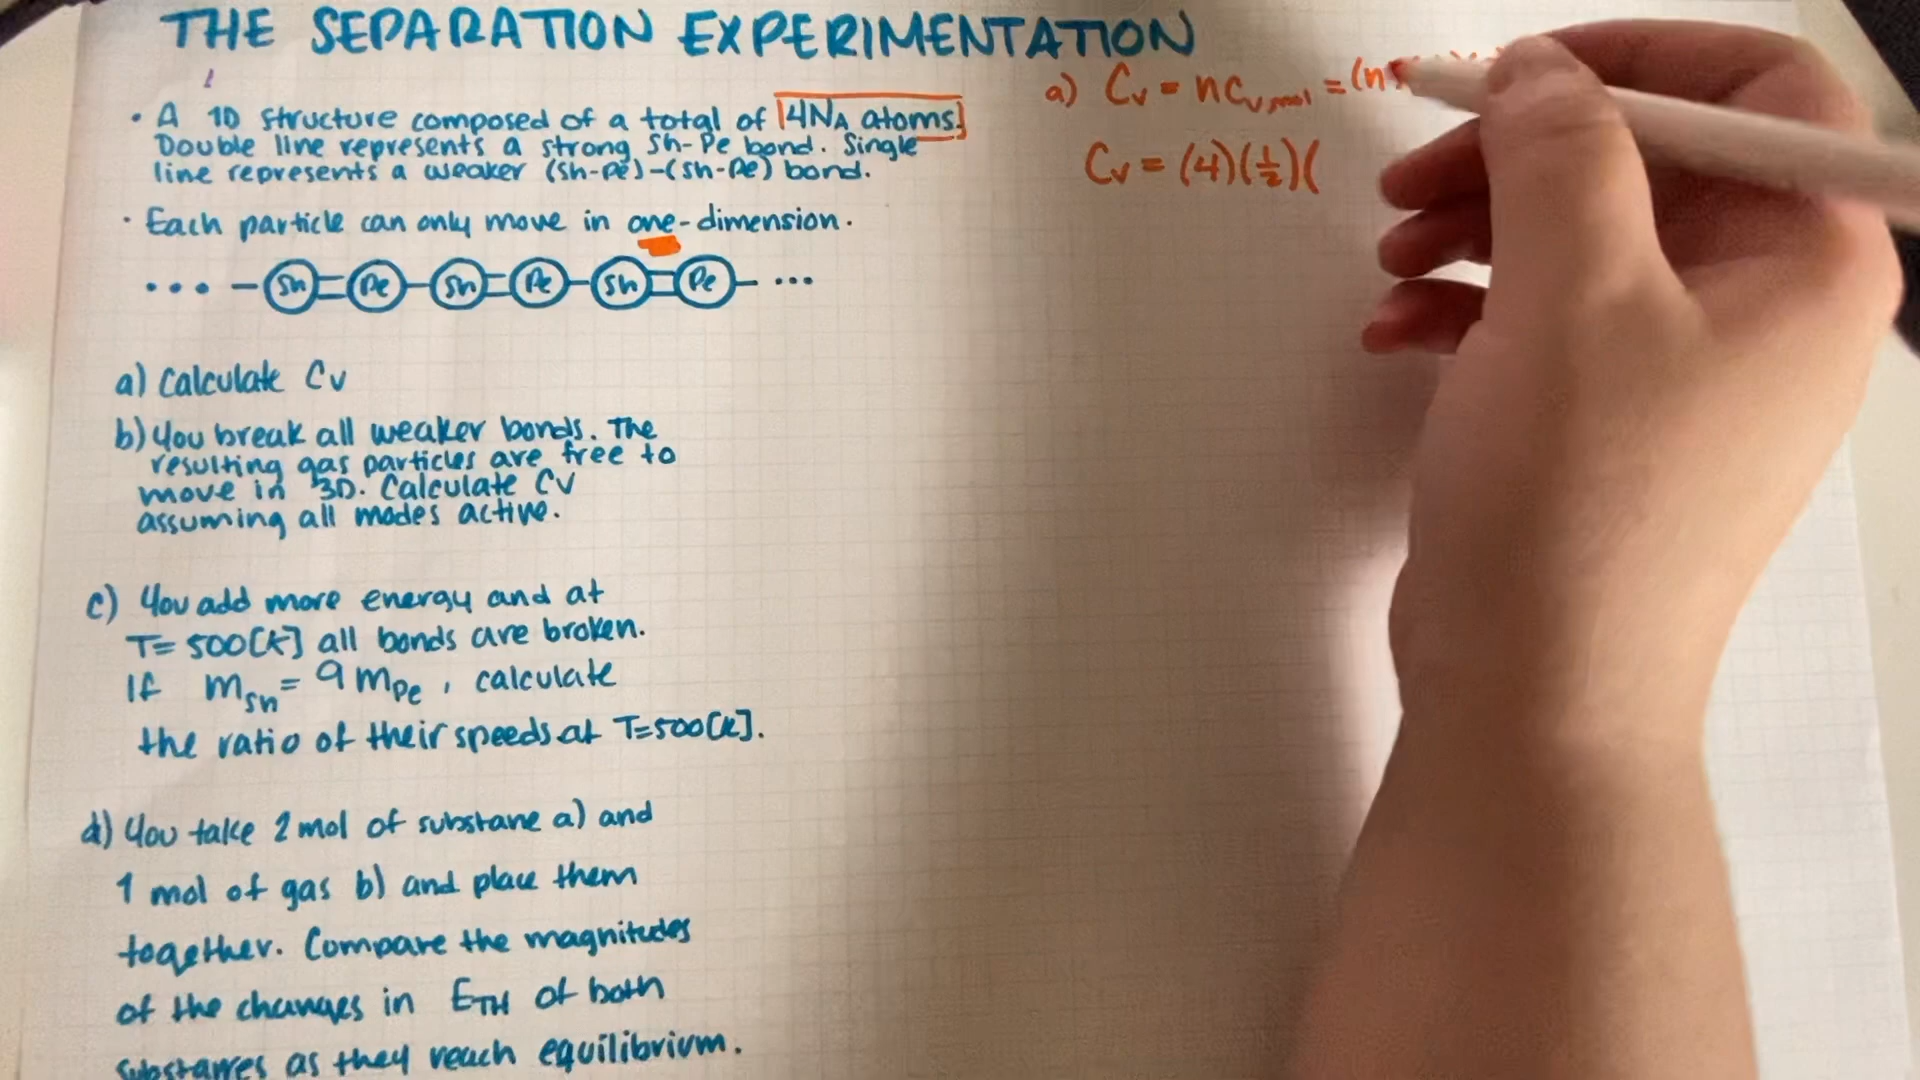 THE SEPARATION EXPERIMENTATION
• A 1D structure composed of a total of 4NA atoms.
Double line represents a strong Sh-Pe bond. Single
line represents a weaker (Sh-Pe)-(Sh-Pe) bond.
• Each particle can only move in one-dimension.
... Sh Pe Sh Pe Sh Pe ...
a) Calculate Cv
b) You break all weaker bonds. The
resulting gas particles are free to
move in 3D. Calculate CV
assuming all modes active.
c) You add more energy and at
T= 500[K] all bonds are broken.
If msh = 9 mPe, calculate
the ratio of their speeds at T=500[K].
d) You take 2 mol of substane a) and
1 mol of gas b) and place them
together. Compare the magnitudes
of the changes in ETH of both
substances as they reach equilibrium.
a) Cv = ncv,mol = (n
Cv = (4)(1/2)(